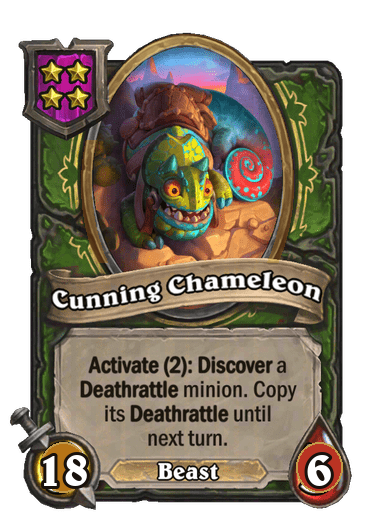 Cunning Chameleon
Activate (2): Discover a
Deathrattle minion. Copy
its Deathrattle until
next turn.
18
Beast
6